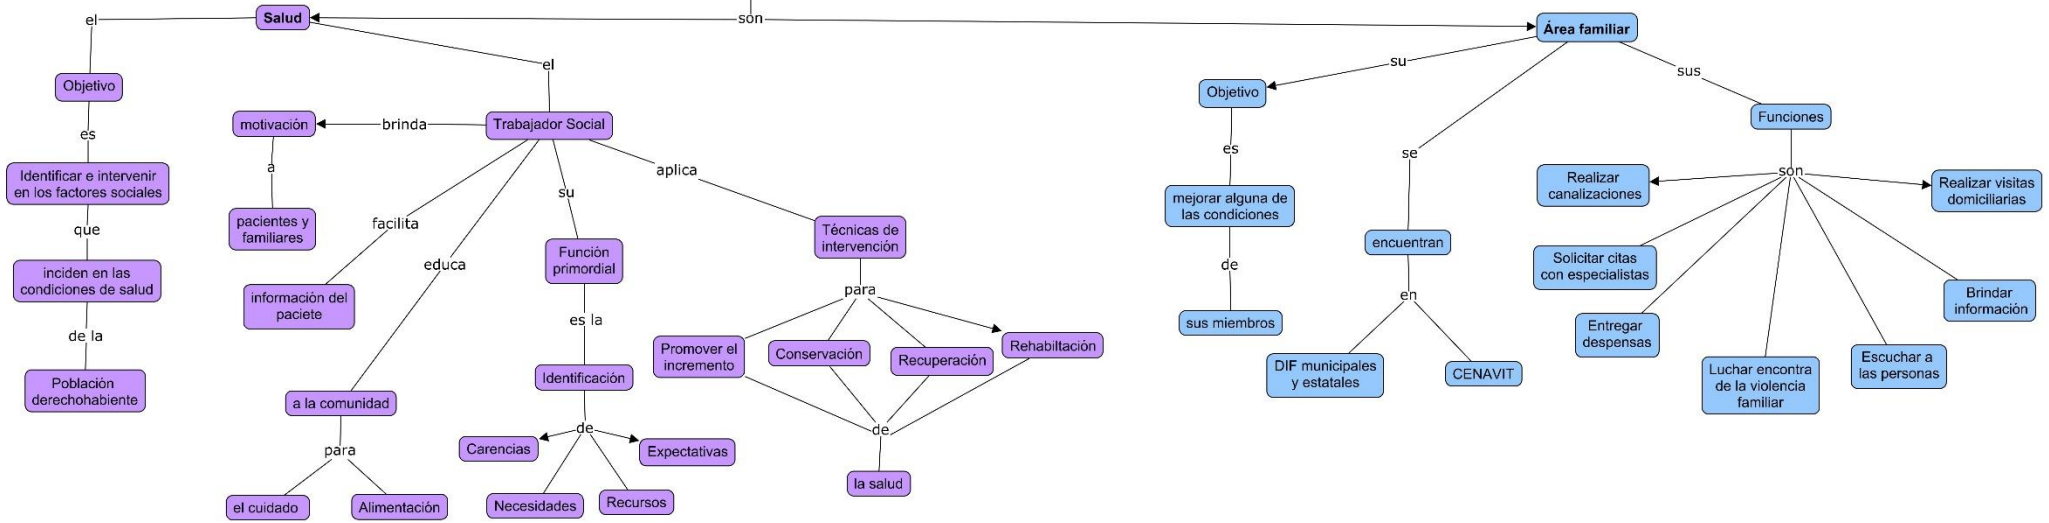 Salud
son
Área familiar
el
Objetivo
es
Identificar e intervenir
en los factores sociales
que
inciden en las
condiciones de salud
de la
Población
derechohabiente
el
Trabajador Social
brinda
motivación
a
pacientes y
familiares
facilita
información del
paciete
educa
a la comunidad
para
el cuidado
Alimentación
su
Función
primordial
es la
Identificación
de
Carencias
Necesidades
Recursos
Expectativas
aplica
Técnicas de
intervención
para
Promover el
incremento
Conservación
Recuperación
Rehabiltación
de
la salud
su
Objetivo
es
mejorar alguna de
las condiciones
de
sus miembros
se
encuentran
en
DIF municipales
y estatales
CENAVIT
sus
Funciones
son
Realizar
canalizaciones
Solicitar citas
con especialistas
Entregar
despensas
Luchar encontra
de la violencia
familiar
Escuchar a
las personas
Brindar
información
Realizar visitas
domiciliarias